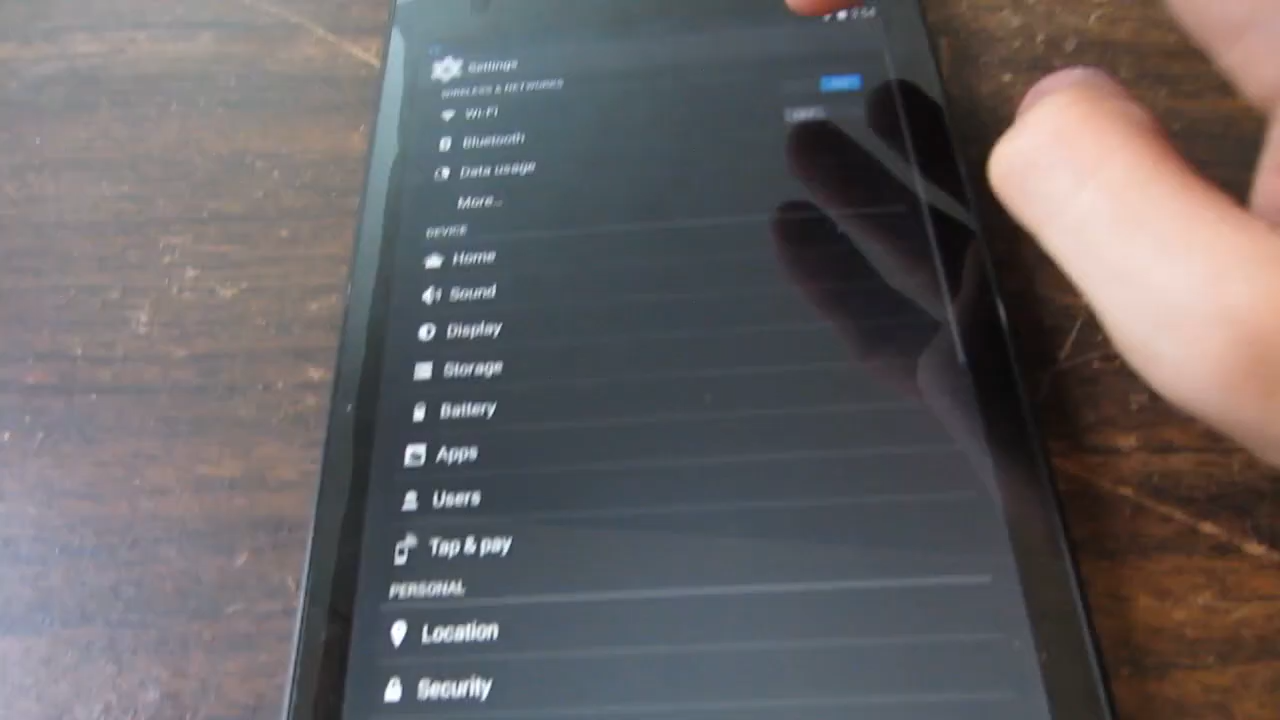 Settings
WIRELESS & NETWORKS
Wi-Fi
Bluetooth
Data usage
More...
DEVICE
Home
Sound
Display
Storage
Battery
Apps
Users
Tap & pay
PERSONAL
Location
Security